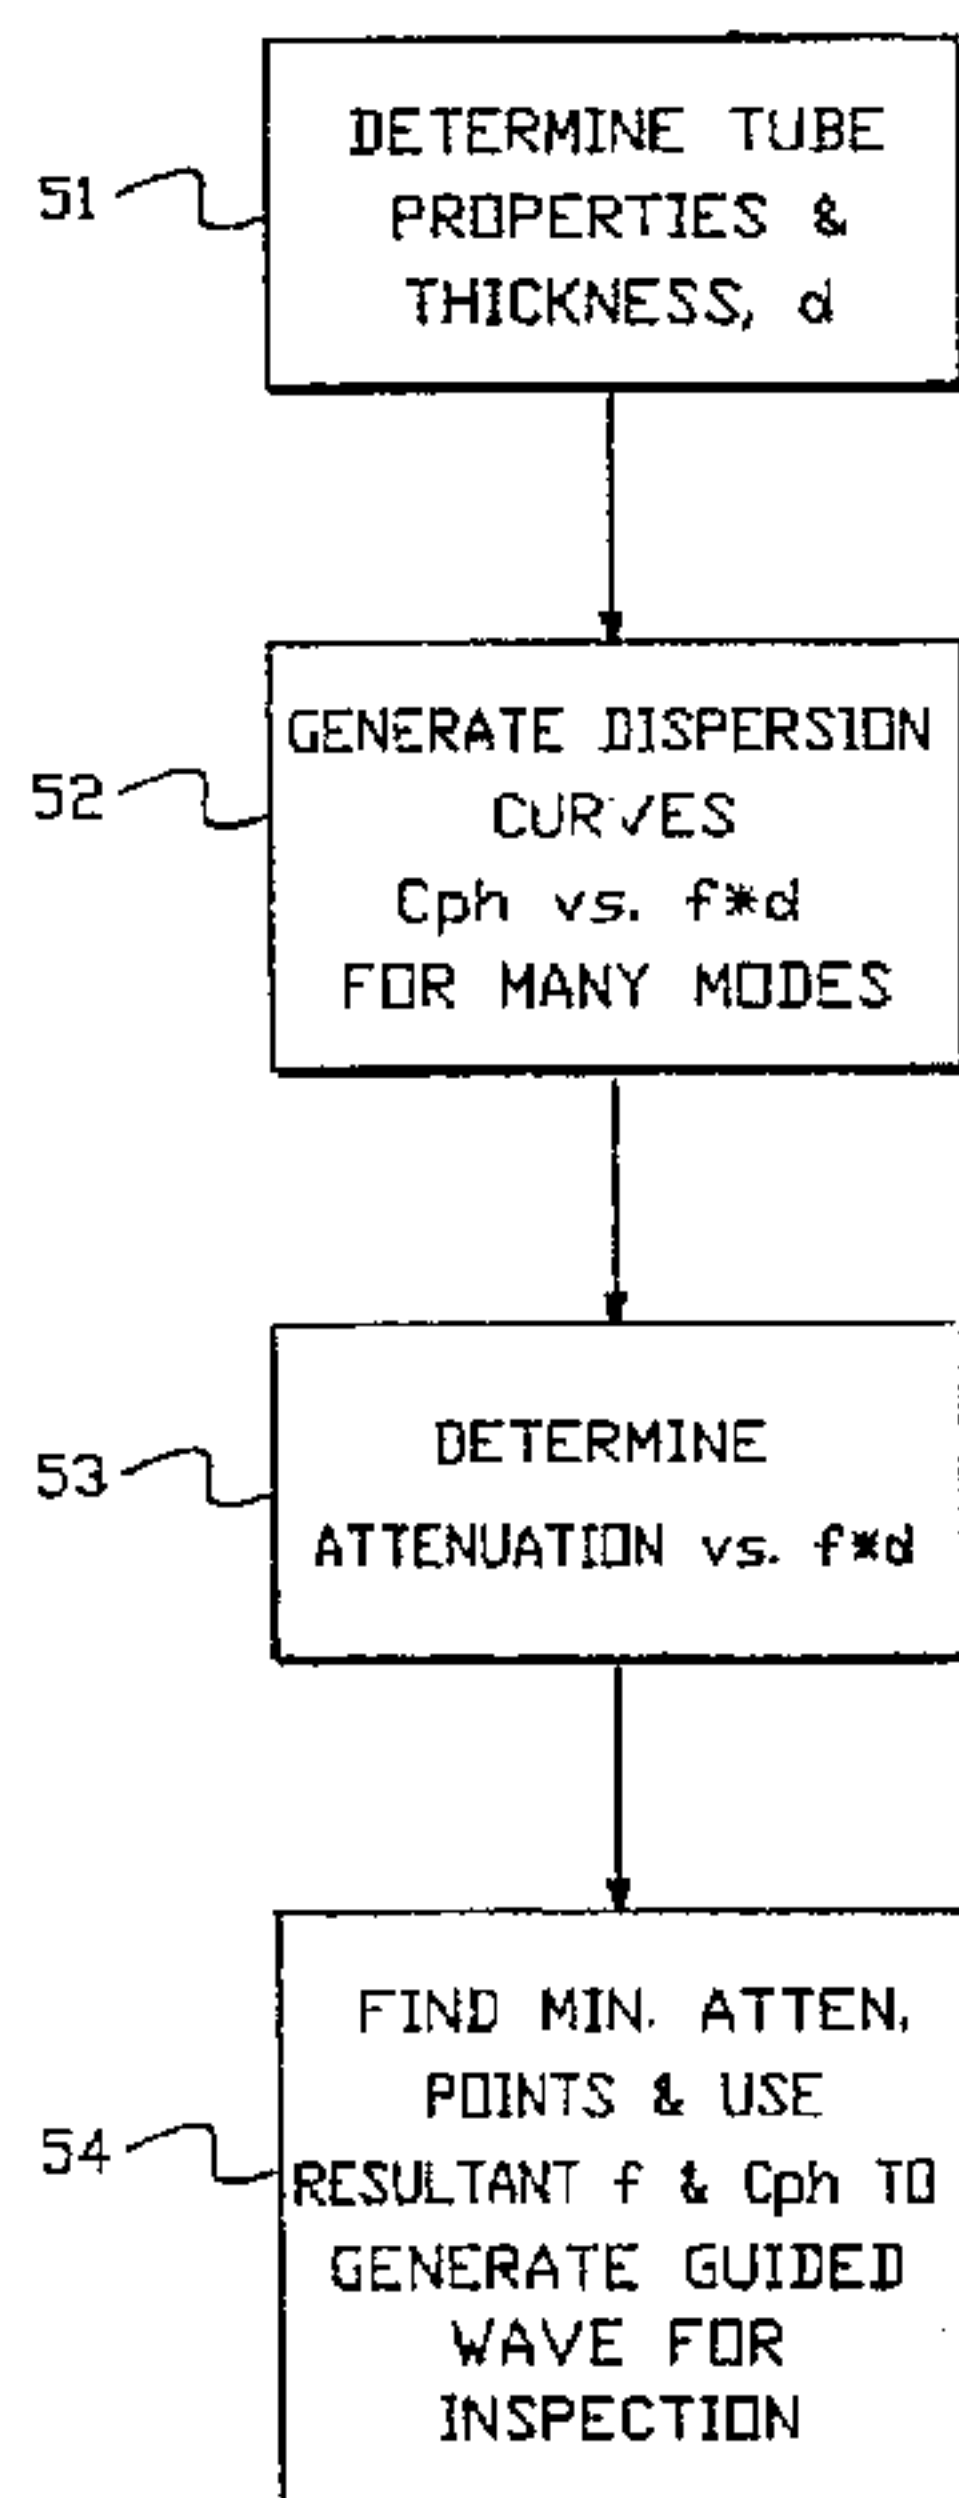 51
DETERMINE TUBE
PROPERTIES &
THICKNESS, d
52
GENERATE DISPERSION
CURVES
Cph vs. f*d
FOR MANY MODES
53
DETERMINE
ATTENUATION vs. f*d
54
FIND MIN. ATTEN.
POINTS & USE
RESULTANT f & Cph TO
GENERATE GUIDED
WAVE FOR
INSPECTION